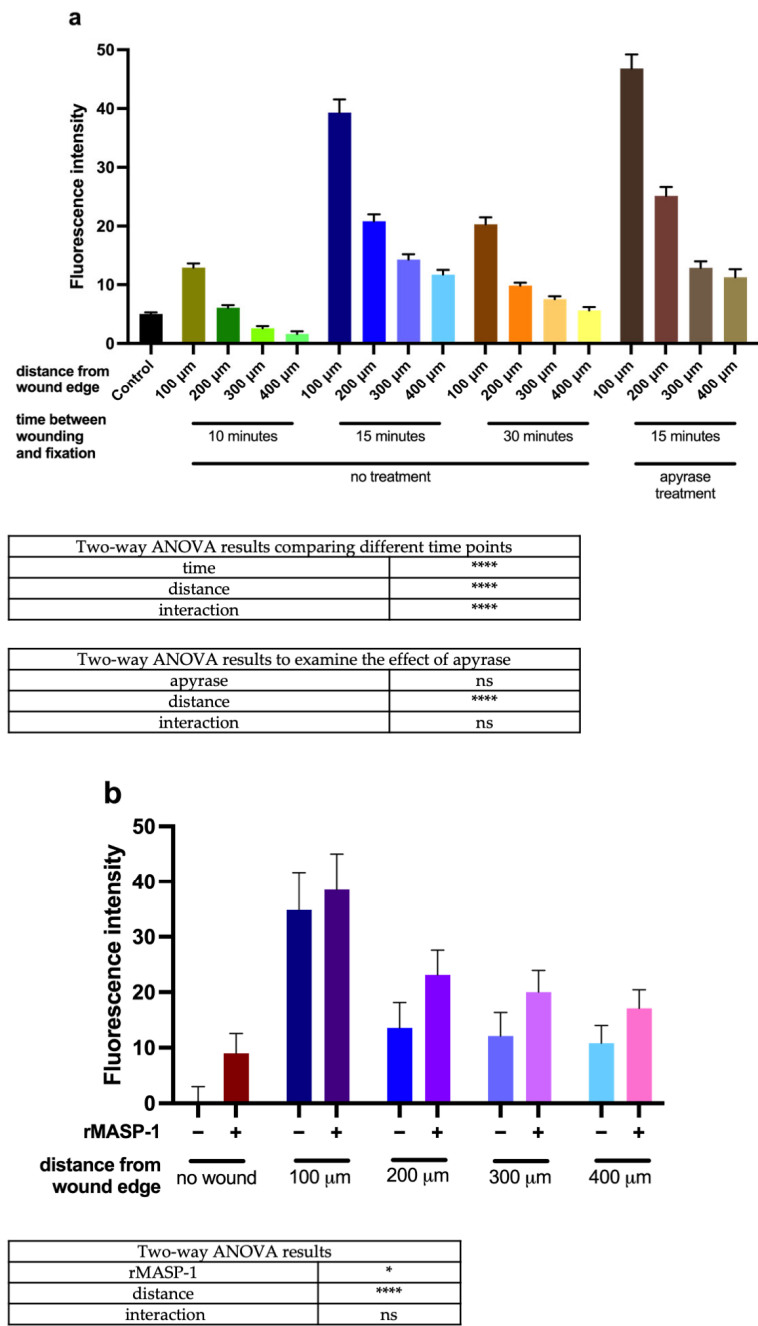 a
Fluorescence intensity
50
40
30
20
10
0
distance from
wound edge
Control
100 μm
200 μm
300 μm
400 μm
100 μm
200 μm
300 μm
400 μm
100 μm
200 μm
300 μm
400 μm
100 μm
200 μm
300 μm
400 μm
time between
wounding
and fixation
10 minutes
15 minutes
30 minutes
15 minutes
no treatment
apyrase
treatment
Two-way ANOVA results comparing different time points
time ****
distance ****
interaction ****
Two-way ANOVA results to examine the effect of apyrase
apyrase ns
distance ****
interaction ns
b
Fluorescence intensity
50
40
30
20
10
0
rMASP-1 − + − + − + − + − +
distance from
wound edge
no wound 100 μm 200 μm 300 μm 400 μm
Two-way ANOVA results
rMASP-1 *
distance ****
interaction ns